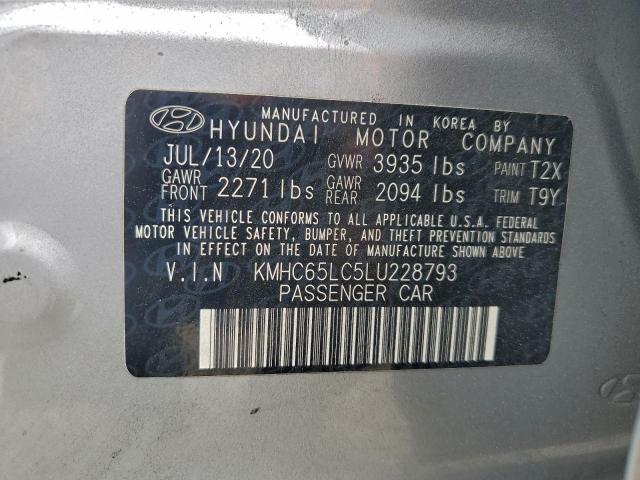 MANUFACTURED IN KOREA BY
HYUNDAI MOTOR COMPANY
JUL/13/20 GVWR 3935 lbs PAINT T2X
GAWR FRONT 2271 lbs GAWR REAR 2094 lbs TRIM T9Y
THIS VEHICLE CONFORMS TO ALL APPLICABLE U.S.A. FEDERAL
MOTOR VEHICLE SAFETY, BUMPER, AND THEFT PREVENTION STANDARDS
IN EFFECT ON THE DATE OF MANUFACTURE SHOWN ABOVE.
V.I.N KMHC65LC5LU228793
PASSENGER CAR